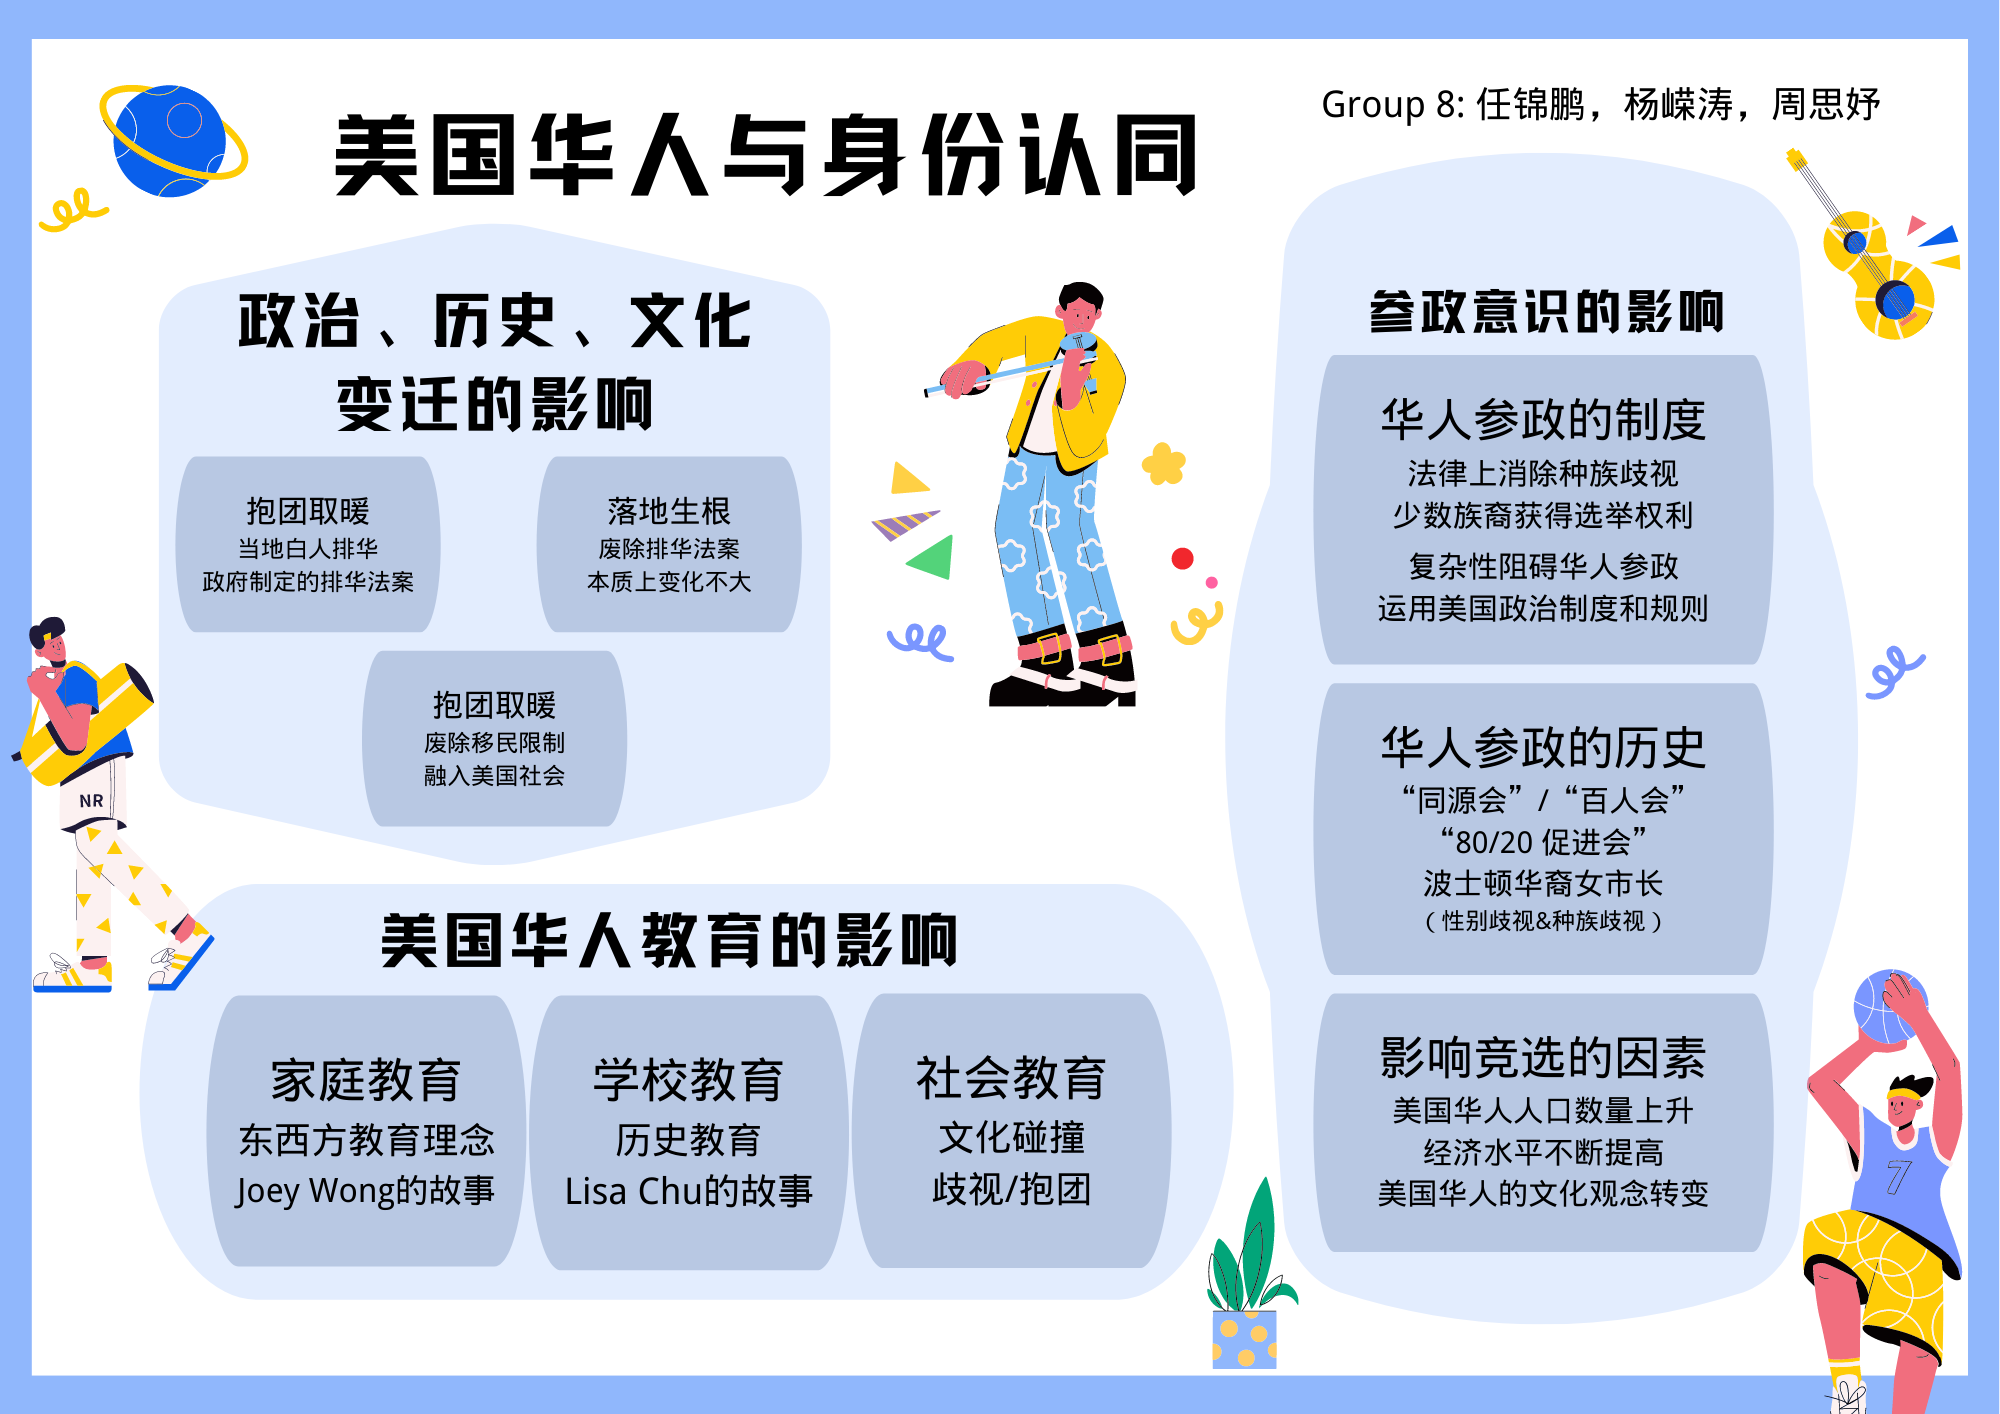 Group 8: 任锦鹏，杨嵘涛，周思妤
美国华人与身份认同
政治、历史、文化
变迁的影响
抱团取暖
当地白人排华
政府制定的排华法案
落地生根
废除排华法案
本质上变化不大
抱团取暖
废除移民限制
融入美国社会
NR
美国华人教育的影响
家庭教育
东西方教育理念
Joey Wong的故事
学校教育
历史教育
Lisa Chu的故事
社会教育
文化碰撞
歧视/抱团
参政意识的影响
华人参政的制度
法律上消除种族歧视
少数族裔获得选举权利
复杂性阻碍华人参政
运用美国政治制度和规则
华人参政的历史
“同源会” / “百人会”
“80/20 促进会”
波士顿华裔女市长
（性别歧视&种族歧视）
影响竞选的因素
美国华人人口数量上升
经济水平不断提高
美国华人的文化观念转变
7